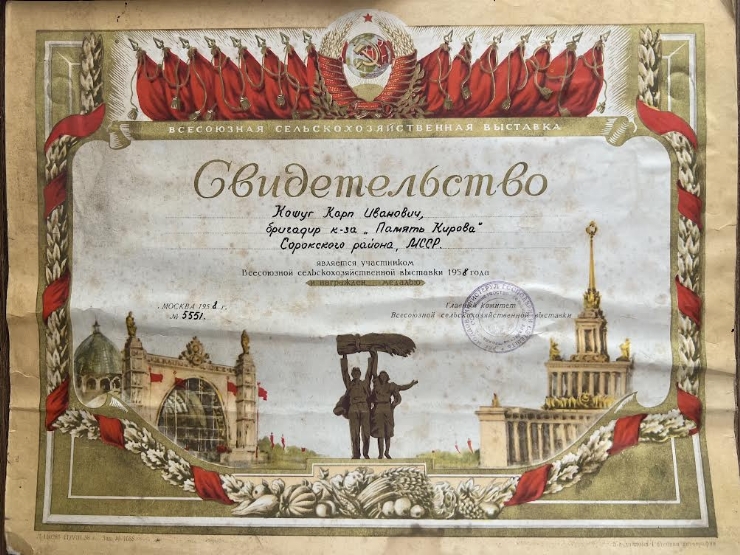 ВСЕСОЮЗНАЯ СЕЛЬСКОХОЗЯЙСТВЕННАЯ ВЫСТАВКА
Свидетельство
Кошуг Карп Иванович,
бригадир к-за „Память Кирова"
Сорокского района, МССР.
является участником
Всесоюзной сельскохозяйственной выставки 1958 года
и награжден медалью
МОСКВА 1958 г.
№ 5551.
Главный комитет
Всесоюзной сельскохозяйственной выставки